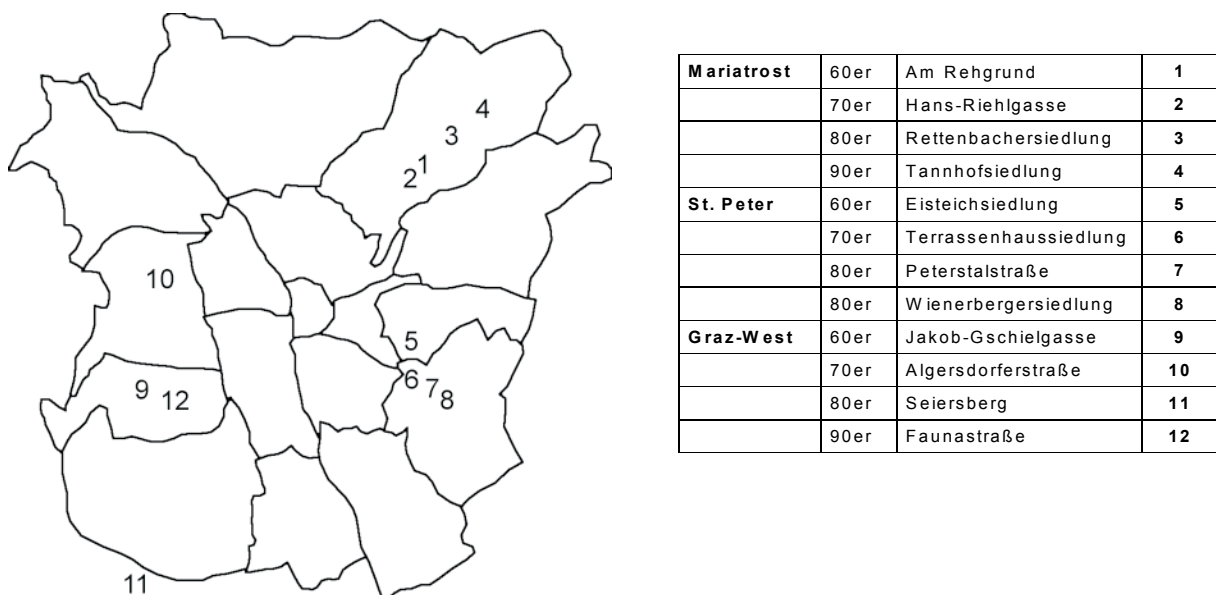 4
3
1
2
10
5
6
7
8
9
12
11
Mariatrost 60er Am Rehgrund 1
70er Hans-Riehlgasse 2
80er Rettenbachersiedlung 3
90er Tannhofsiedlung 4
St. Peter 60er Eisteichsiedlung 5
70er Terrassenhaussiedlung 6
80er Peterstalstraße 7
80er Wienerbergersiedlung 8
Graz-West 60er Jakob-Gschielgasse 9
70er Algersdorferstraße 10
80er Seiersberg 11
90er Faunastraße 12